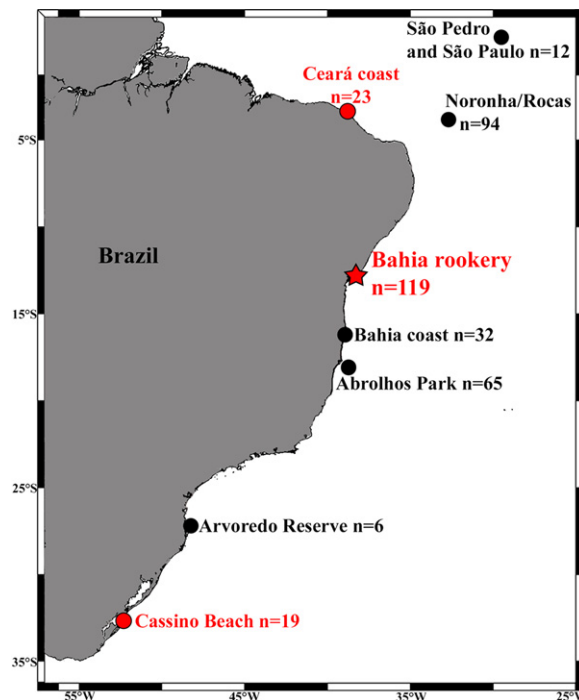 São Pedro
and São Paulo n=12
Ceará coast
n=23
Noronha/Rocas
n=94
5°S
Brazil
Bahia rookery
n=119
15°S
Bahia coast n=32
Abrolhos Park n=65
25°S
Arvoredo Reserve n=6
Cassino Beach n=19
35°S
55°W
45°W
35°W
25°W